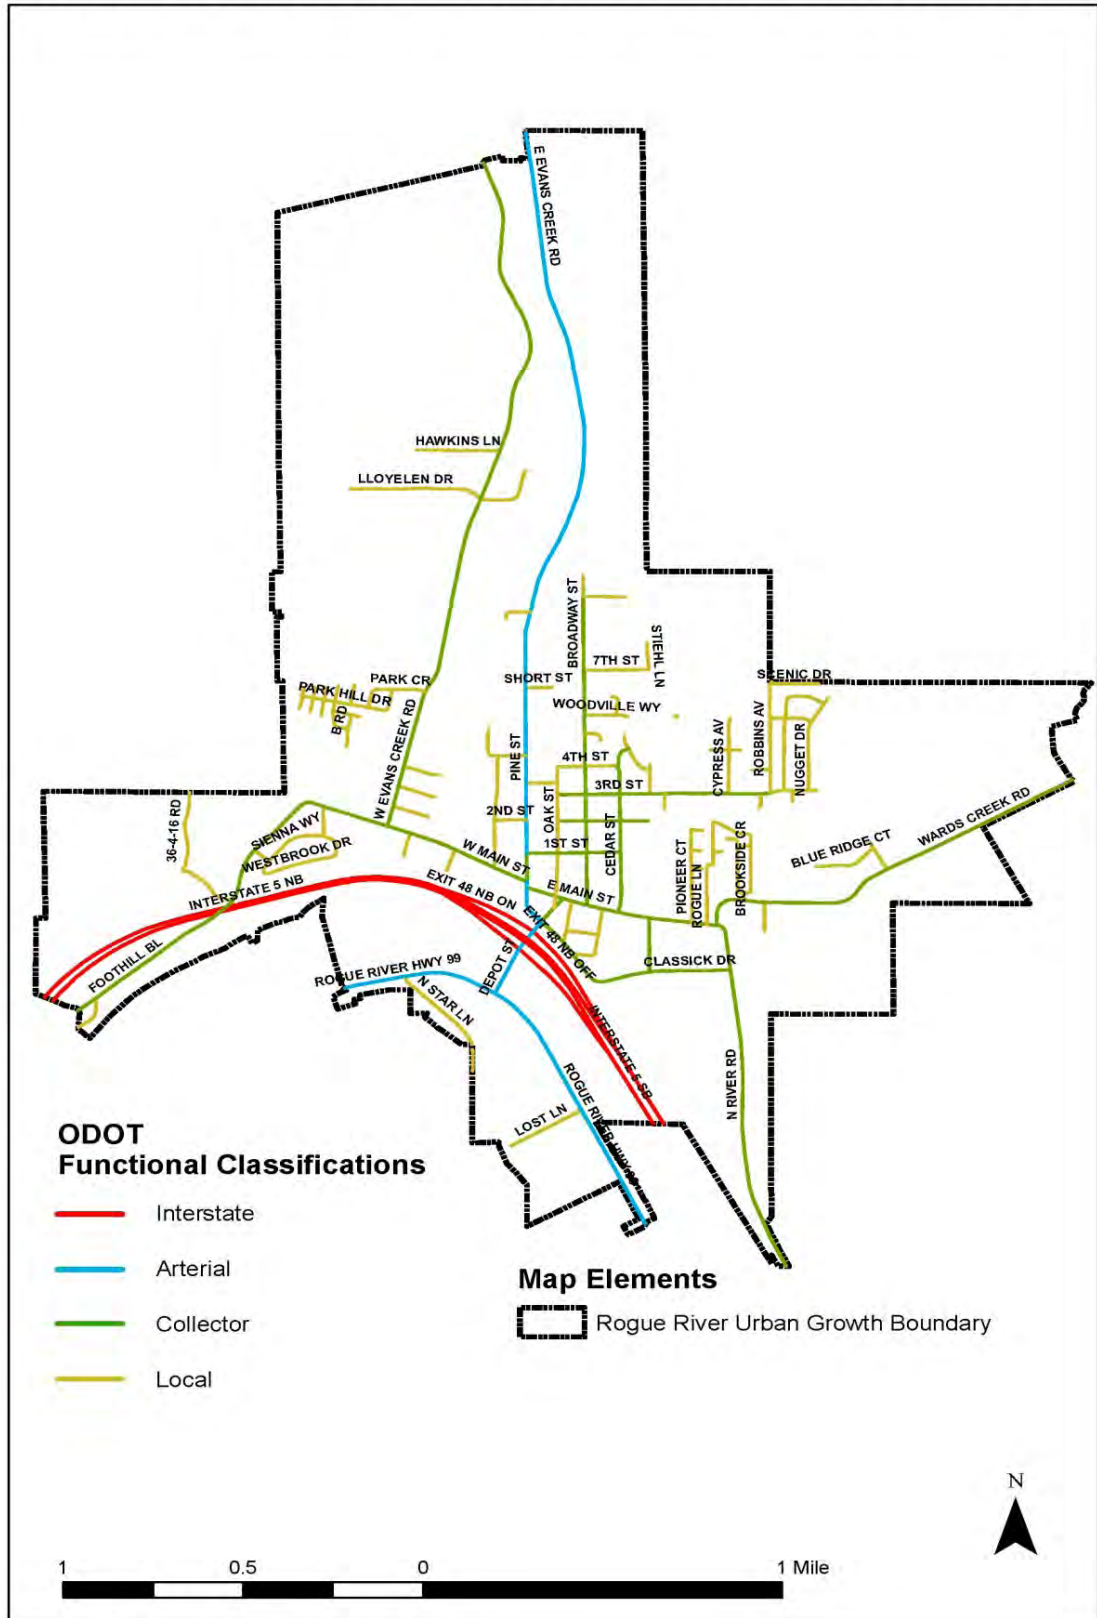 E EVANS CREEK RD
HAWKINS LN
LLOYELEN DR
BROADWAY ST
STIEHL LN
7TH ST
PARK CR
SHORT ST
SCENIC DR
PARK HILL DR
WOODVILLE WY
B RD
W EVANS CREEK RD
PINE ST
4TH ST
CYPRESS AV
ROBBINS AV
NUGGET DR
3RD ST
36-4-16 RD
SIENNA WY
2ND ST
OAK ST
WARDS CREEK RD
WESTBROOK DR
W MAIN ST
1ST ST
CEDAR ST
PIONEER CT
ROGUE LN
BROOKSIDE CR
BLUE RIDGE CT
INTERSTATE 5 NB
EXIT 48 NB ON
E MAIN ST
FOOTHILL BL
EXIT 48 NB OFF
CLASSICK DR
ROGUE RIVER HWY 99
DEPOT ST
N STAR LN
INTERSTATE 5 SB
N RIVER RD
LOST LN
ROGUE RIVER HWY 99
ODOT
Functional Classifications
Interstate
Arterial
Collector
Local
Map Elements
Rogue River Urban Growth Boundary
N
1 0.5 0 1 Mile